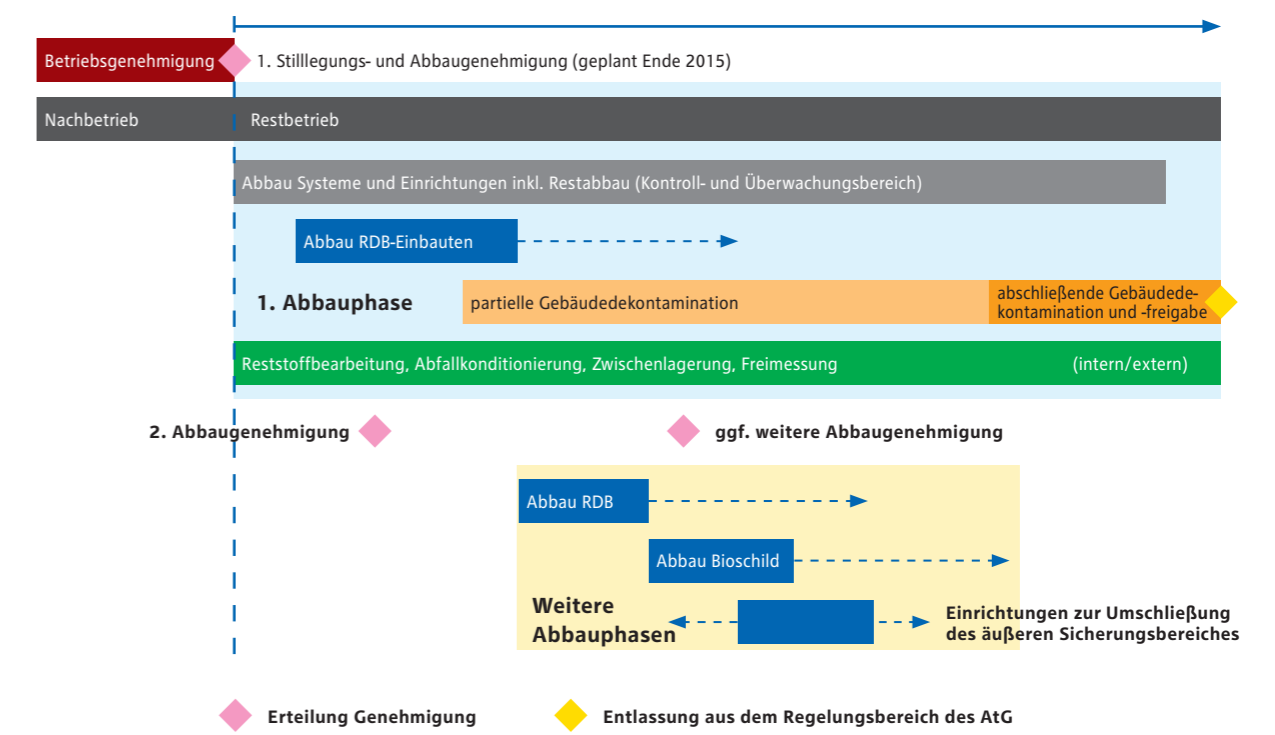 Betriebsgenehmigung
1. Stilllegungs- und Abbaugenehmigung (geplant Ende 2015)
Nachbetrieb
Restbetrieb
Abbau Systeme und Einrichtungen inkl. Restabbau (Kontroll- und Überwachungsbereich)
Abbau RDB-Einbauten
1. Abbauphase
partielle Gebäudedekontamination
abschließende Gebäudede-
kontamination und -freigabe
Reststoffbearbeitung, Abfallkonditionierung, Zwischenlagerung, Freimessung
(intern/extern)
2. Abbaugenehmigung
ggf. weitere Abbaugenehmigung
Abbau RDB
Abbau Bioschild
Weitere
Abbauphasen
Einrichtungen zur Umschließung
des äußeren Sicherungsbereiches
Erteilung Genehmigung
Entlassung aus dem Regelungsbereich des AtG